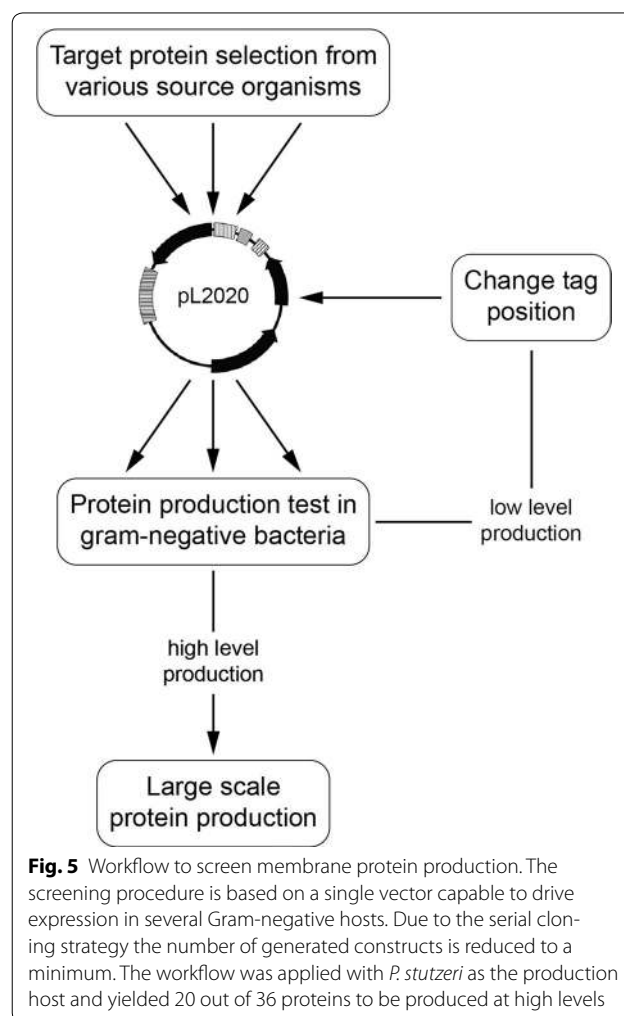 Target protein selection from
various source organisms
pL2020
Change tag
position
Protein production test in
gram-negative bacteria
low level
production
high level
production
Large scale
protein production
Fig. 5 Workflow to screen membrane protein production. The
screening procedure is based on a single vector capable to drive
expression in several Gram-negative hosts. Due to the serial clon-
ing strategy the number of generated constructs is reduced to a
minimum. The workflow was applied with P. stutzeri as the production
host and yielded 20 out of 36 proteins to be produced at high levels